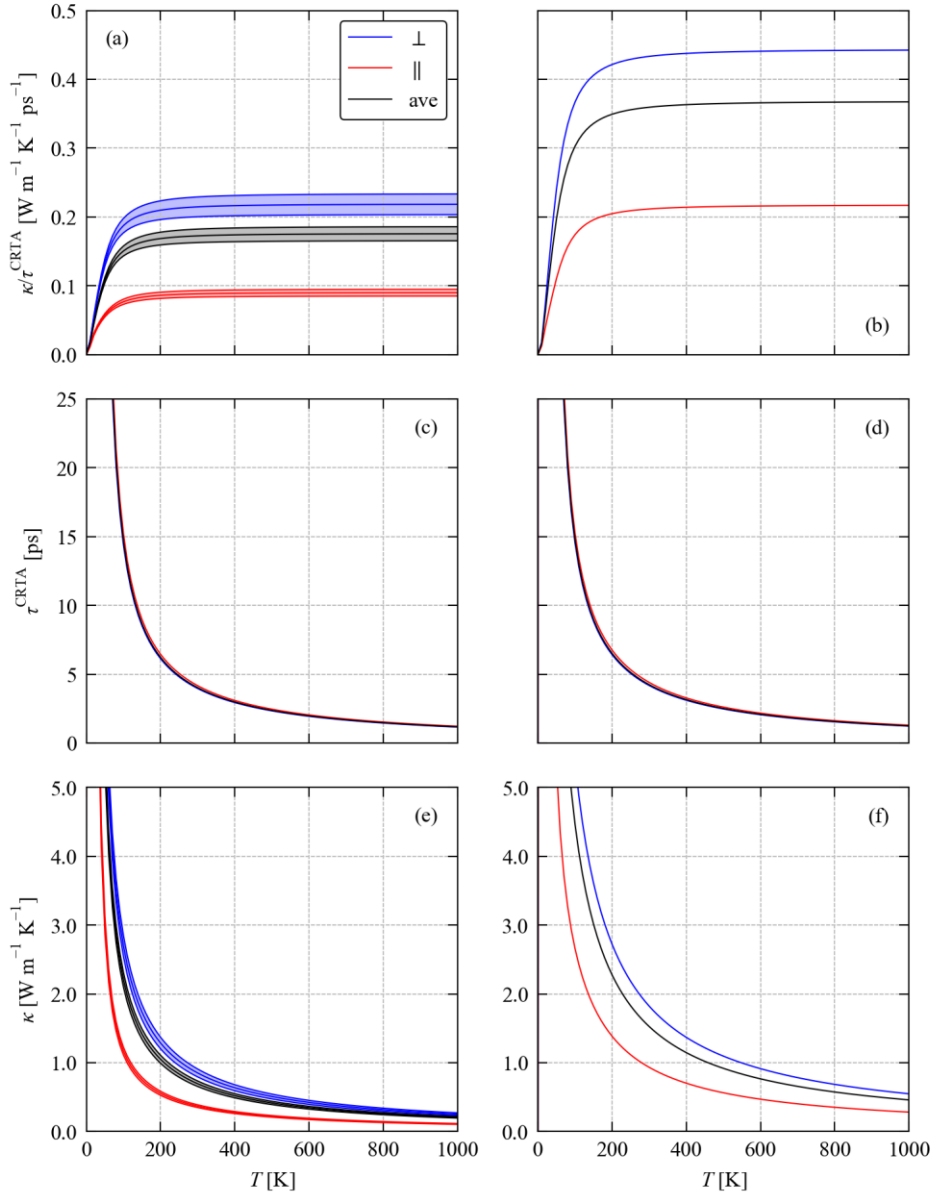 (a)
⊥
∥
ave
0.5
0.4
0.3
0.2
0.1
0.0
κ/τ^CRTA [W m⁻¹ K⁻¹ ps⁻¹]
(b)
25
20
15
10
5
0
τ^CRTA [ps]
(c)
(d)
5.0
4.0
3.0
2.0
1.0
0.0
κ [W m⁻¹ K⁻¹]
(e)
(f)
0 200 400 600 800 1000
0 200 400 600 800 1000
T [K]
T [K]